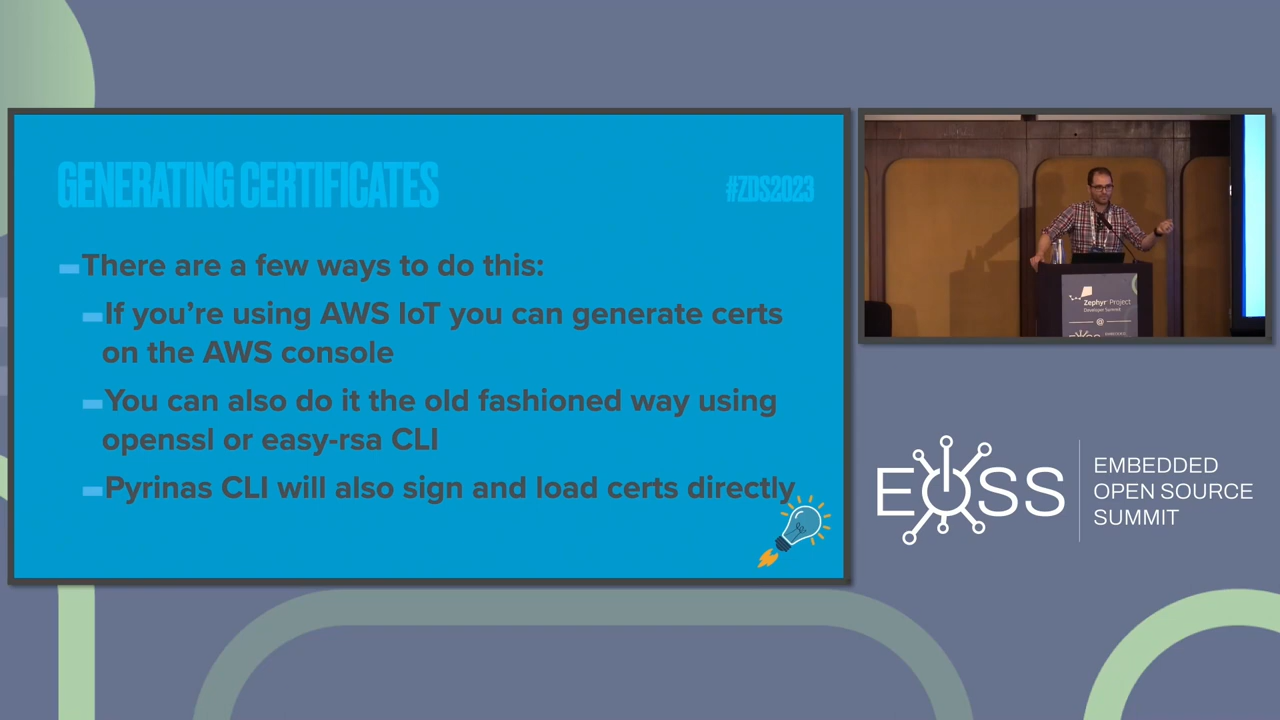 GENERATING CERTIFICATES
#ZDS2023
There are a few ways to do this:
If you’re using AWS IoT you can generate certs
on the AWS console
You can also do it the old fashioned way using
openssl or easy-rsa CLI
Pyrinas CLI will also sign and load certs directly
Zephyr Project
Developer Summit
@
EOSS
EMBEDDED
OPEN SOURCE
SUMMIT